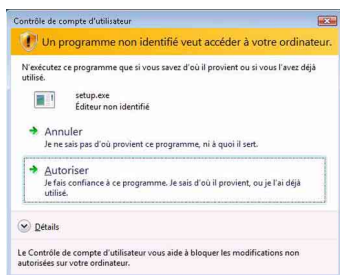 Contrôle de compte d'utilisateur
Un programme non identifié veut accéder à votre ordinateur.
N'exécutez ce programme que si vous savez d'où il provient ou si vous l'avez déjà
utilisé.
setup.exe
Éditeur non identifié
Annuler
Je ne sais pas d'où provient ce programme, ni à quoi il sert.
Autoriser
Je fais confiance à ce programme. Je sais d'où il provient, ou je l'ai déjà
utilisé.
Détails
Le Contrôle de compte d'utilisateur vous aide à bloquer les modifications non
autorisées sur votre ordinateur.